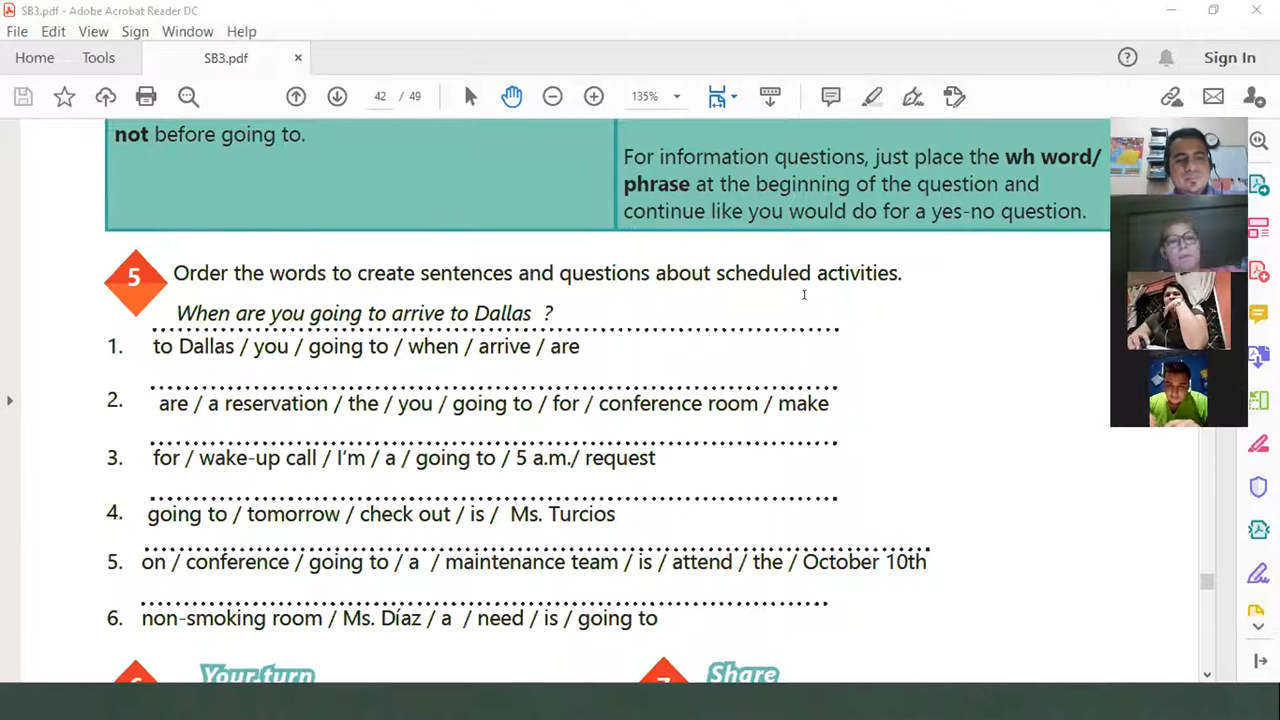 SB3.pdf - Adobe Acrobat Reader DC
File Edit View Sign Window Help
Home Tools SB3.pdf × Sign In
42 / 49 135%
not before going to.
For information questions, just place the wh word/
phrase at the beginning of the question and
continue like you would do for a yes-no question.
5 Order the words to create sentences and questions about scheduled activities.
When are you going to arrive to Dallas ?
1. to Dallas / you / going to / when / arrive / are
2. are / a reservation / the / you / going to / for / conference room / make
3. for / wake-up call / I'm / a / going to / 5 a.m./ request
4. going to / tomorrow / check out / is / Ms. Turcios
5. on / conference / going to / a / maintenance team / is / attend / the / October 10th
6. non-smoking room / Ms. Díaz / a / need / is / going to
6 Your turn 7 Share